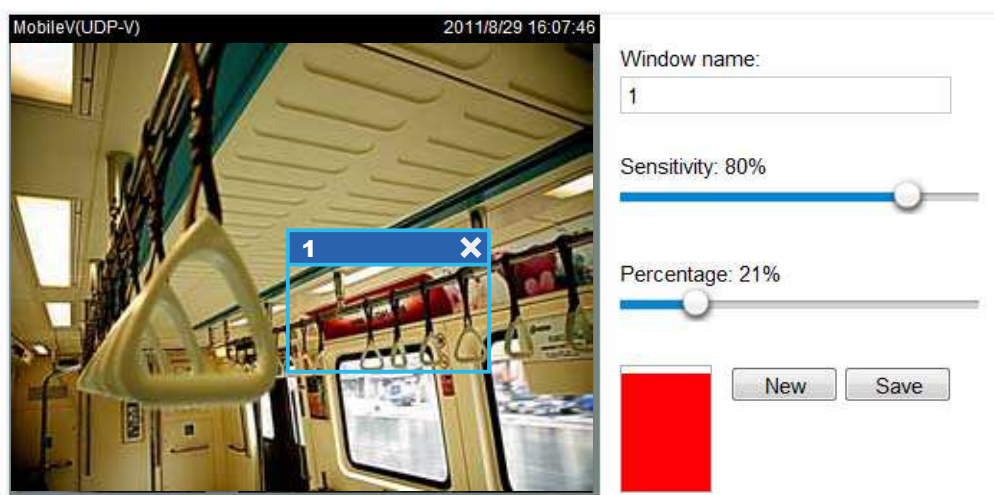 MobileV(UDP-V) 2011/8/29 16:07:46
Window name:
1
Sensitivity: 80%
1
Percentage: 21%
New Save